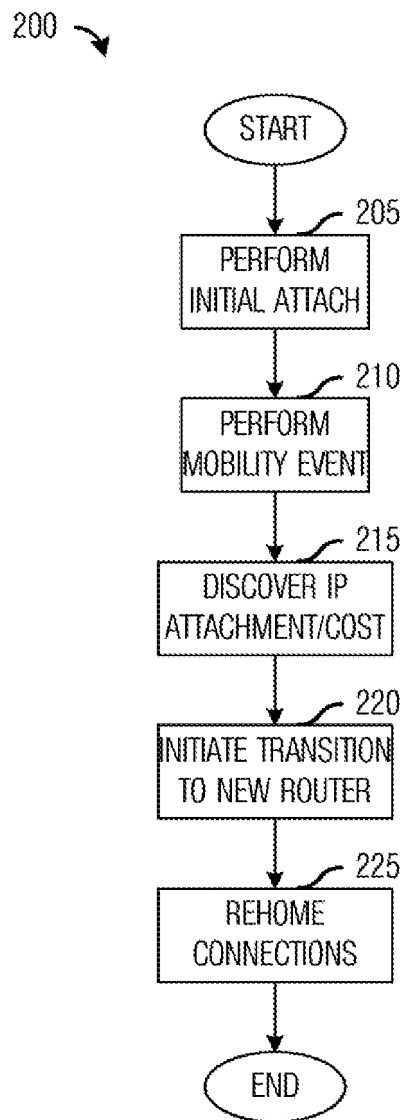 200
START
205
PERFORM
INITIAL ATTACH
210
PERFORM
MOBILITY EVENT
215
DISCOVER IP
ATTACHMENT/COST
220
INITIATE TRANSITION
TO NEW ROUTER
225
REHOME
CONNECTIONS
END